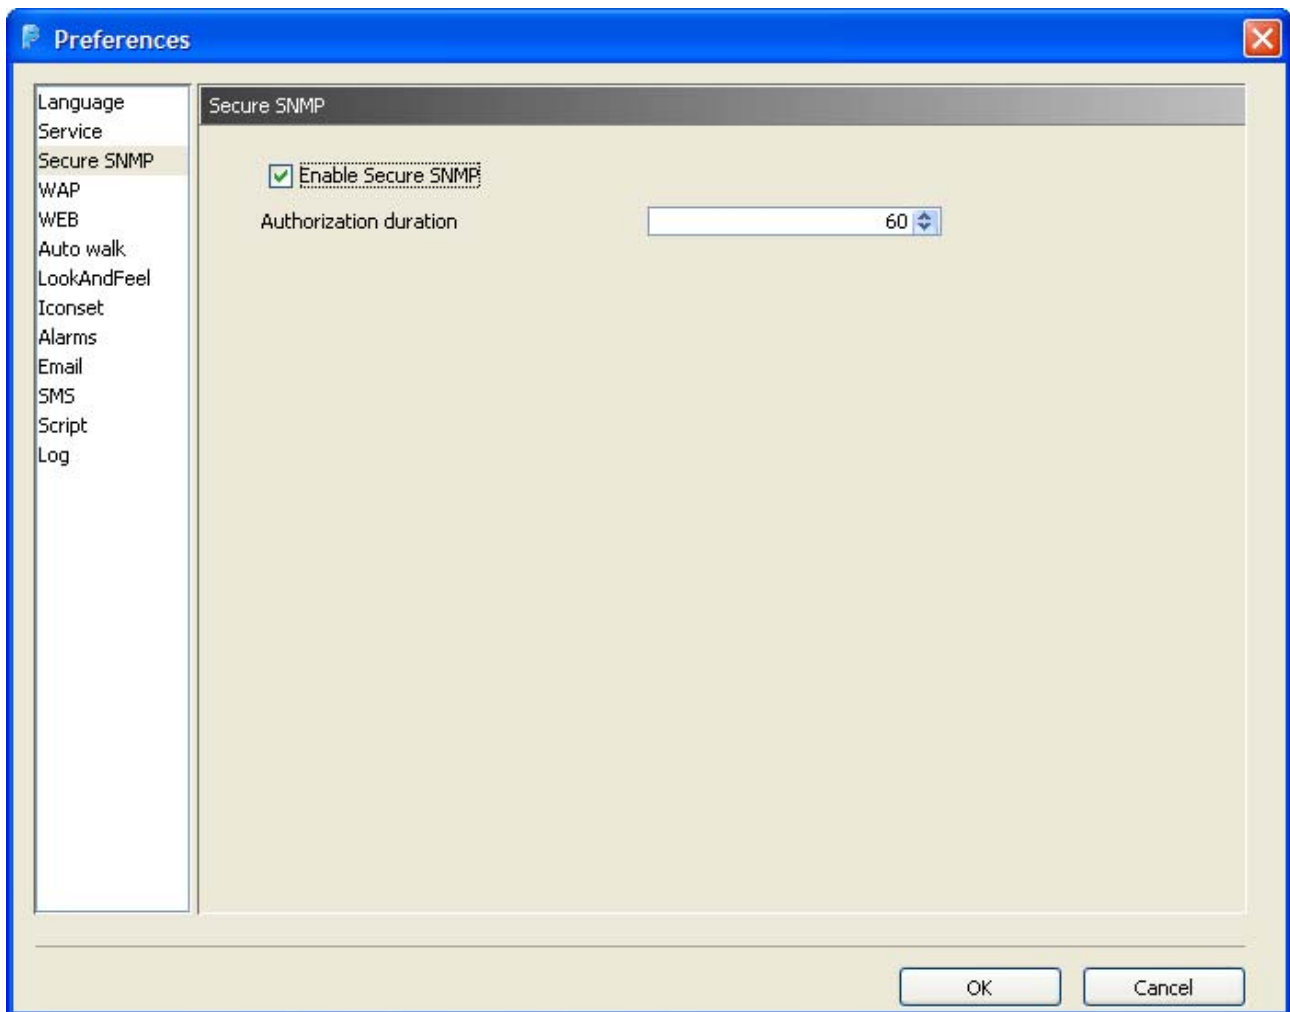 Preferences
Language
Service
Secure SNMP
WAP
WEB
Auto walk
LookAndFeel
Iconset
Alarms
Email
SMS
Script
Log
Secure SNMP
Enable Secure SNMP
Authorization duration 60
OK Cancel